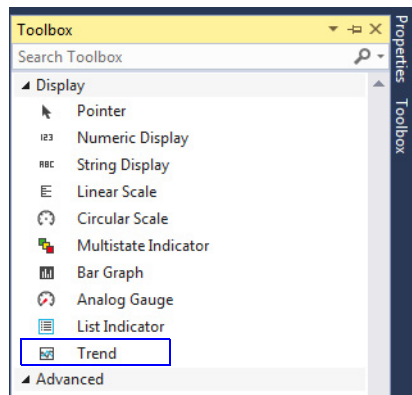 Toolbox
Search Toolbox
Display
Pointer
123 Numeric Display
ABC String Display
Linear Scale
Circular Scale
Multistate Indicator
Bar Graph
Analog Gauge
List Indicator
Trend
Advanced
Properties
Toolbox